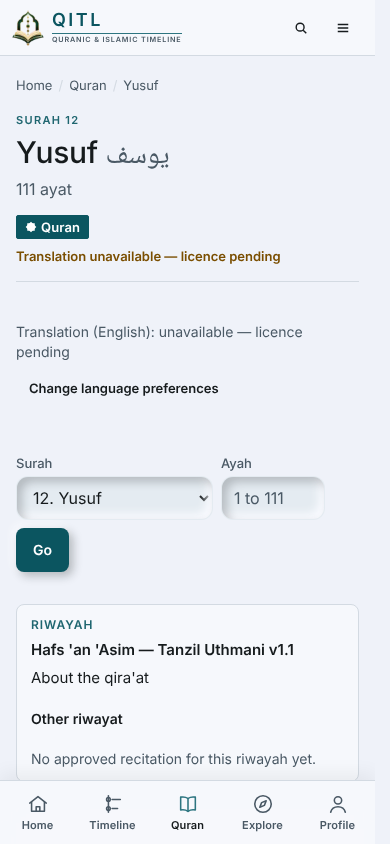 QITL
QURANIC & ISLAMIC TIMELINE
Home / Quran / Yusuf
SURAH 12
Yusuf يوسف
111 ayat
Quran
Translation unavailable — licence pending
Translation (English): unavailable — licence
pending
Change language preferences
Surah Ayah
12. Yusuf 1 to 111
Go
RIWAYAH
Hafs 'an 'Asim — Tanzil Uthmani v1.1
About the qira'at
Other riwayat
No approved recitation for this riwayah yet.
Home Timeline Quran Explore Profile